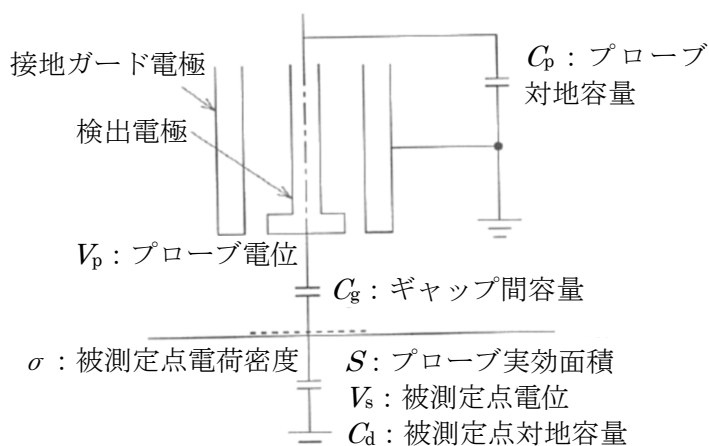 接地ガード電極
検出電極
Cp：プローブ
対地容量
Vp：プローブ電位
Cg：ギャップ間容量
σ：被測定点電荷密度
S：プローブ実効面積
Vs：被測定点電位
Cd：被測定点対地容量